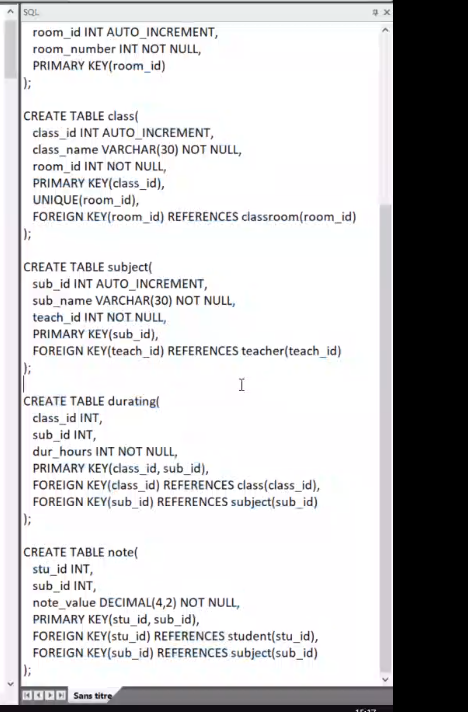 SQL
room_id INT AUTO_INCREMENT,
room_number INT NOT NULL,
PRIMARY KEY(room_id)
);
CREATE TABLE class(
class_id INT AUTO_INCREMENT,
class_name VARCHAR(30) NOT NULL,
room_id INT NOT NULL,
PRIMARY KEY(class_id),
UNIQUE(room_id),
FOREIGN KEY(room_id) REFERENCES classroom(room_id)
);
CREATE TABLE subject(
sub_id INT AUTO_INCREMENT,
sub_name VARCHAR(30) NOT NULL,
teach_id INT NOT NULL,
PRIMARY KEY(sub_id),
FOREIGN KEY(teach_id) REFERENCES teacher(teach_id)
);
CREATE TABLE durating(
class_id INT,
sub_id INT,
dur_hours INT NOT NULL,
PRIMARY KEY(class_id, sub_id),
FOREIGN KEY(class_id) REFERENCES class(class_id),
FOREIGN KEY(sub_id) REFERENCES subject(sub_id)
);
CREATE TABLE note(
stu_id INT,
sub_id INT,
note_value DECIMAL(4,2) NOT NULL,
PRIMARY KEY(stu_id, sub_id),
FOREIGN KEY(stu_id) REFERENCES student(stu_id),
FOREIGN KEY(sub_id) REFERENCES subject(sub_id)
);
Sans titre